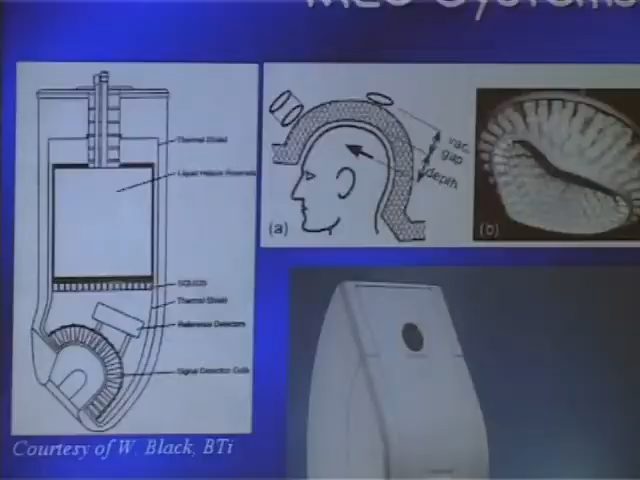 MEG Systems
Thermal Shield
Liquid Helium Reservoir
SQUIDS
Thermal Shield
Reference Detectors
Signal Detector Coils
vac.
gap
depth
(a)
(b)
Courtesy of W. Black, BTi